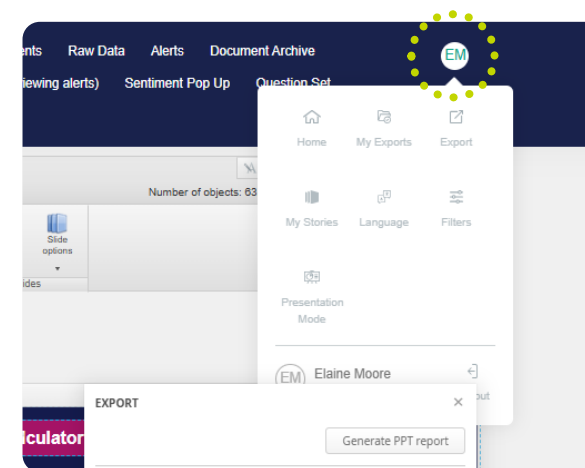 ents Raw Data Alerts Document Archive
EM
iewing alerts) Sentiment Pop Up Question Set
Home My Exports Export
Number of objects: 63
My Stories Language Filters
Slide
options
ides
Presentation
Mode
EM Elaine Moore
out
EXPORT
lculator
Generate PPT report